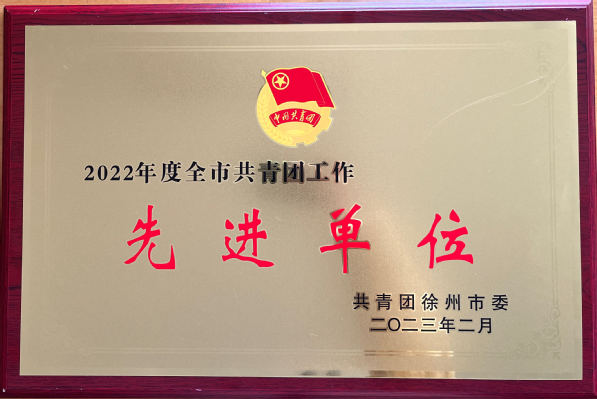 中国共青团
2022年度全市共青团工作
先进单位
共青团徐州市委
二〇二三年二月